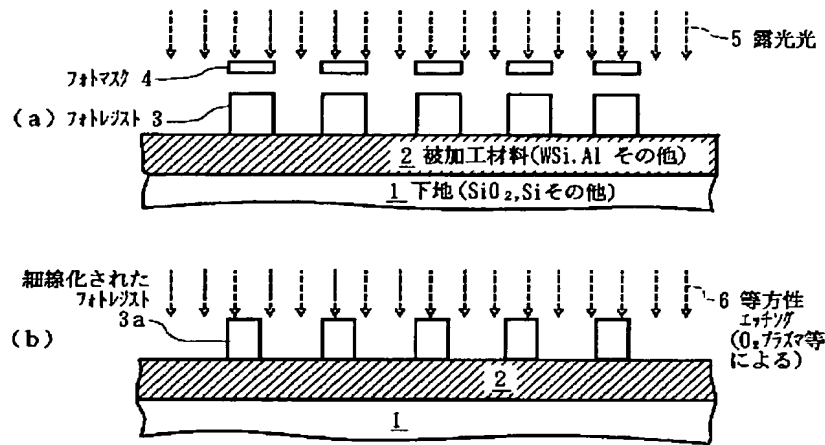 5 露光光
フォトマスク 4
(a) フォトレジスト 3
2 被加工材料(WSi.Al その他)
1 下地(SiO₂,Siその他)
細線化された
フォトレジスト
3a
(b)
6 等方性
エッチング
(O₂プラズマ等
による)
2
1